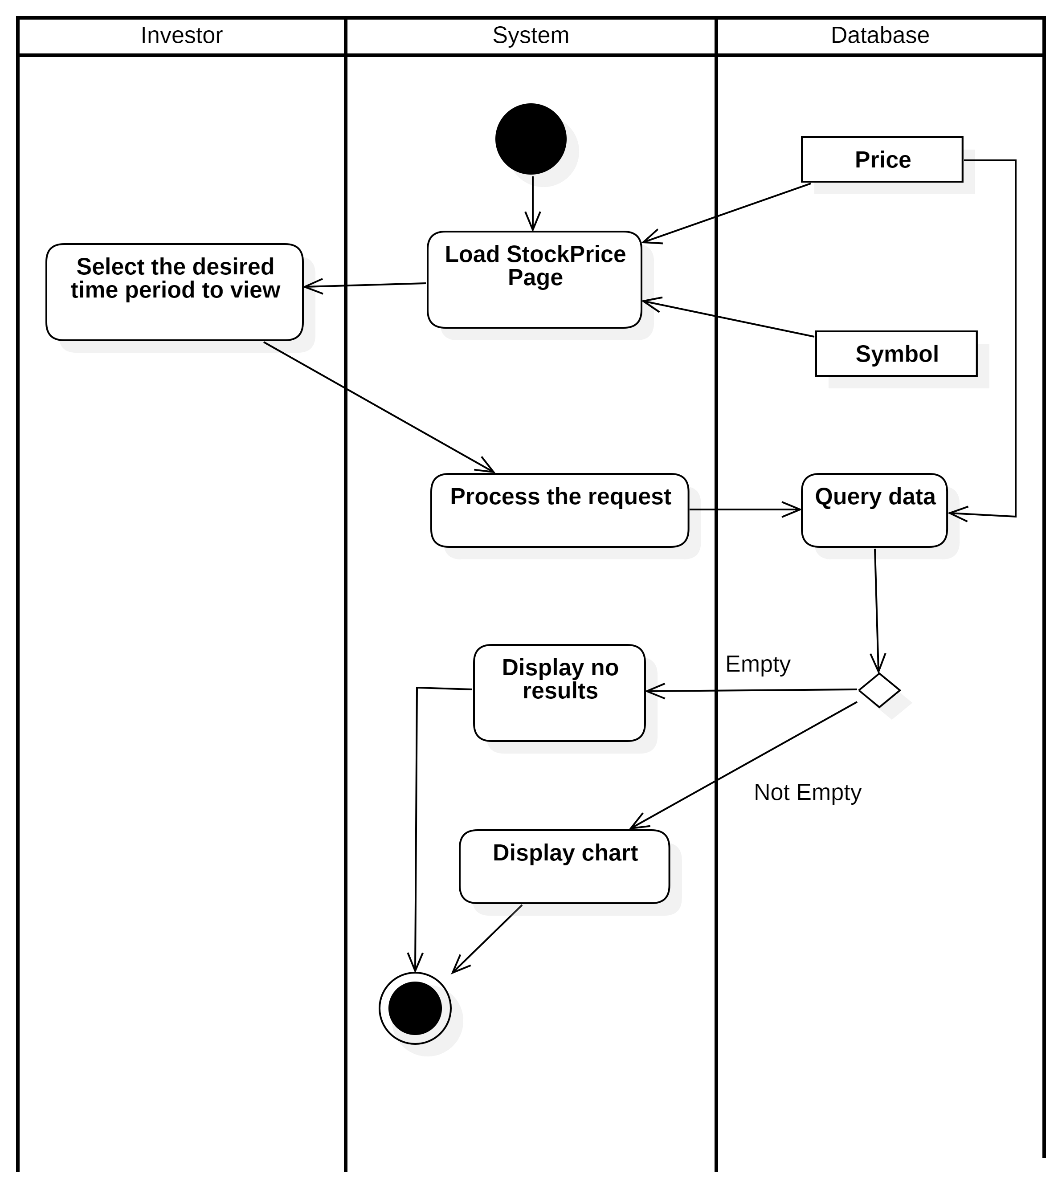 Investor
System
Database
Price
Load StockPrice
Page
Select the desired
time period to view
Symbol
Process the request
Query data
Display no
results
Empty
Not Empty
Display chart